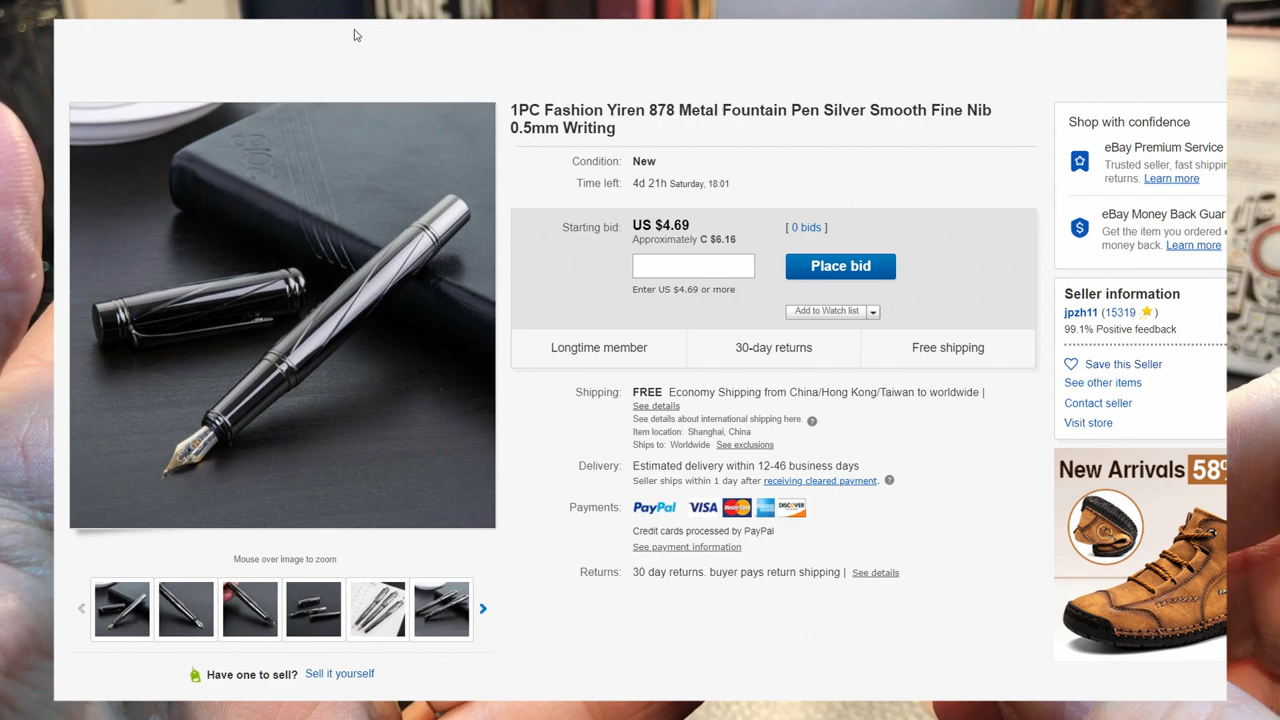 TUNE IN
1PC Fashion Yiren 878 Metal Fountain Pen Silver Smooth Fine Nib
0.5mm Writing
Condition: New
Time left: 4d 21h Saturday, 18:01
Starting bid: US $4.69 [ 0 bids ]
Approximately C $6.16
Place bid
Enter US $4.69 or more
Add to Watch list
Longtime member 30-day returns Free shipping
Shipping: FREE Economy Shipping from China/Hong Kong/Taiwan to worldwide |
See details
See details about international shipping here.
Item location: Shanghai, China
Ships to: Worldwide See exclusions
Delivery: Estimated delivery within 12-46 business days
Seller ships within 1 day after receiving cleared payment.
Payments: PayPal VISA MasterCard AMEX DISCOVER
Credit cards processed by PayPal
See payment information
Returns: 30 day returns. buyer pays return shipping | See details
Shop with confidence
eBay Premium Service
Trusted seller, fast shippin
returns. Learn more
eBay Money Back Guar
Get the item you ordered
money back. Learn more
Seller information
jpzh11 (15319 )
99.1% Positive feedback
Save this Seller
See other items
Contact seller
Visit store
New Arrivals 58%
2018
Mouse over image to zoom
Have one to sell? Sell it yourself